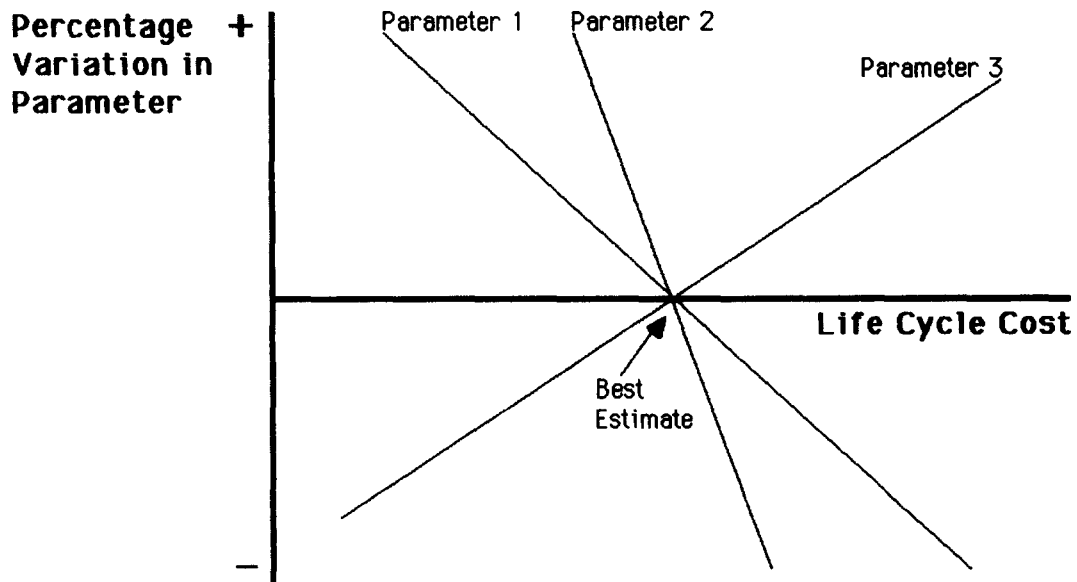 Percentage +
Variation in
Parameter
Parameter 1
Parameter 2
Parameter 3
Life Cycle Cost
Best
Estimate
−